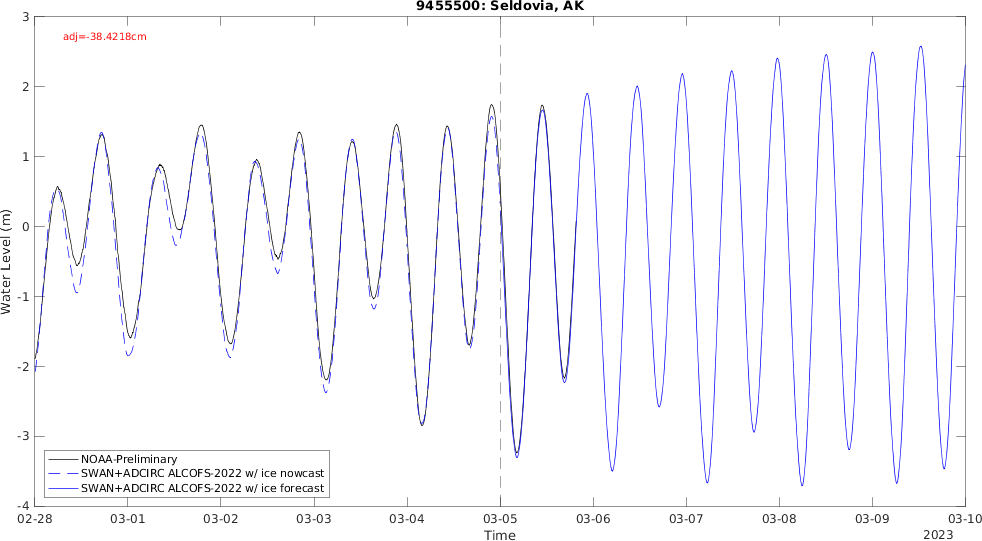 9455500: Seldovia, AK
adj=-38.4218cm
3
2
1
0
-1
-2
-3
-4
Water Level (m)
NOAA-Preliminary
SWAN+ADCIRC ALCOFS-2022 w/ ice nowcast
SWAN+ADCIRC ALCOFS-2022 w/ ice forecast
02-28 03-01 03-02 03-03 03-04 03-05 03-06 03-07 03-08 03-09 03-10
Time
2023